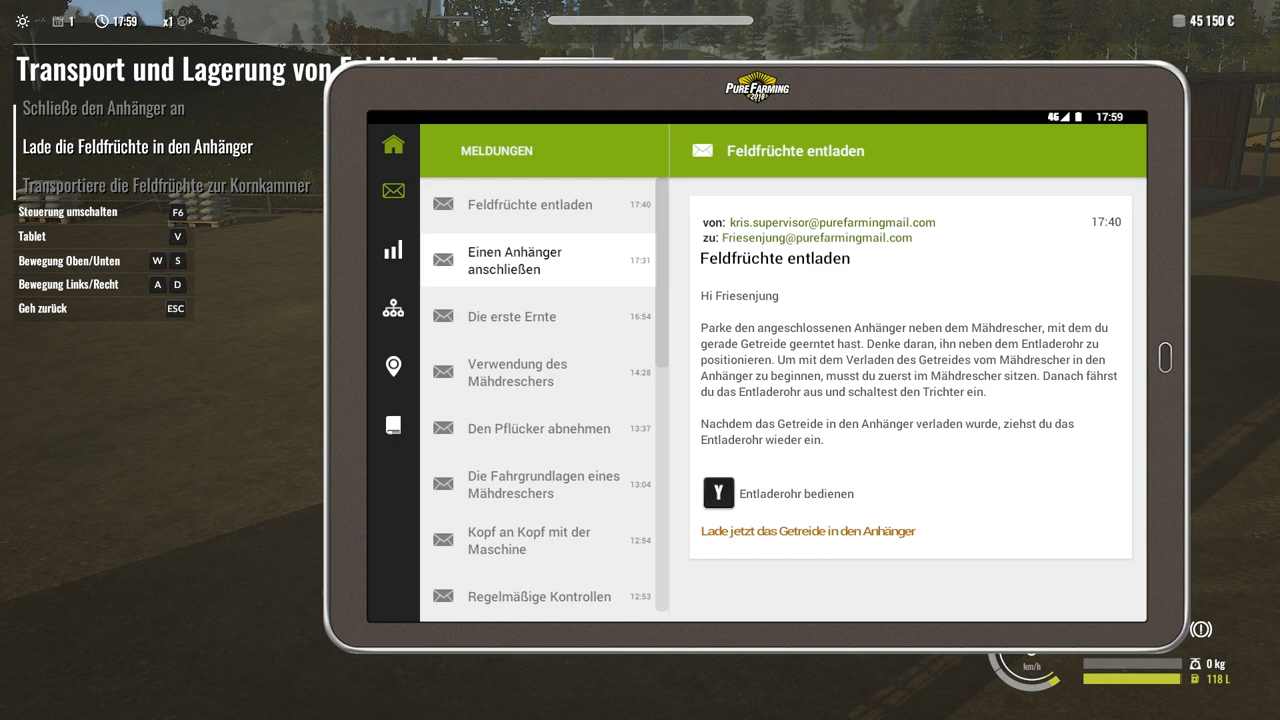 1
17:59
x1
45 150 €
Transport und Lagerung von
Schließe den Anhänger an
Lade die Feldfrüchte in den Anhänger
Transportiere die Feldfrüchte zur Kornkammer
Steuerung umschalten F6
Tablet V
Bewegung Oben/Unten W S
Bewegung Links/Recht A D
Geh zurück ESC
PURE FARMING
2018
4G 17:59
MELDUNGEN
Feldfrüchte entladen 17:40
Einen Anhänger
anschließen 17:31
Die erste Ernte 16:54
Verwendung des
Mähdreschers 14:28
Den Pflücker abnehmen 13:37
Die Fahrgrundlagen eines
Mähdreschers 13:04
Kopf an Kopf mit der
Maschine 12:54
Regelmäßige Kontrollen 12:53
Feldfrüchte entladen
von: kris.supervisor@purefarmingmail.com 17:40
zu: Friesenjung@purefarmingmail.com
Feldfrüchte entladen
Hi Friesenjung
Parke den angeschlossenen Anhänger neben dem Mähdrescher, mit dem du
gerade Getreide geerntet hast. Denke daran, ihn neben dem Entladerohr zu
positionieren. Um mit dem Verladen des Getreides vom Mähdrescher in den
Anhänger zu beginnen, musst du zuerst im Mähdrescher sitzen. Danach fährst
du das Entladerohr aus und schaltest den Trichter ein.
Nachdem das Getreide in den Anhänger verladen wurde, ziehst du das
Entladerohr wieder ein.
Y Entladerohr bedienen
Lade jetzt das Getreide in den Anhänger
km/h
0 kg
118 L